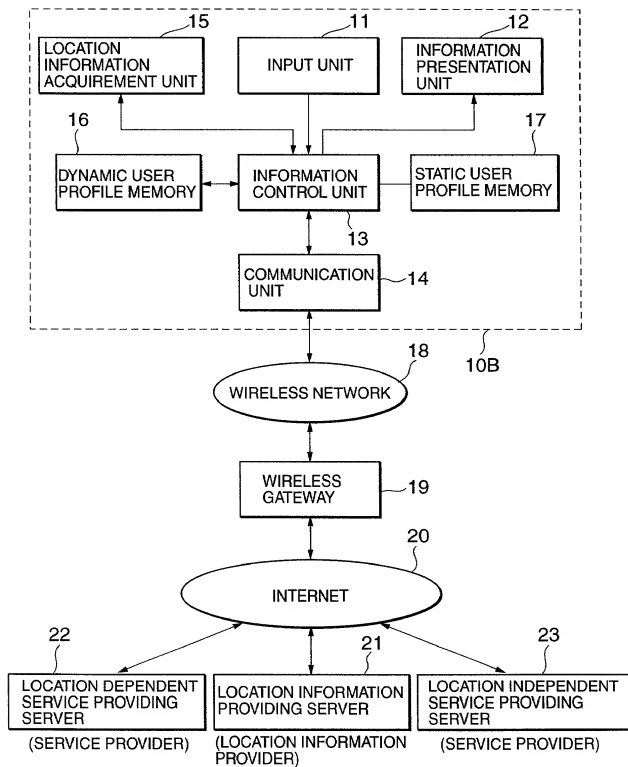 15
11
12
LOCATION
INFORMATION
ACQUIREMENT UNIT
INPUT UNIT
INFORMATION
PRESENTATION
UNIT
16
17
DYNAMIC USER
PROFILE MEMORY
INFORMATION
CONTROL UNIT
STATIC USER
PROFILE MEMORY
13
COMMUNICATION
UNIT
14
10B
18
WIRELESS NETWORK
WIRELESS
GATEWAY
19
20
INTERNET
22
21
23
LOCATION DEPENDENT
SERVICE PROVIDING
SERVER
LOCATION INFORMATION
PROVIDING SERVER
LOCATION INDEPENDENT
SERVICE PROVIDING
SERVER
(SERVICE PROVIDER)
(LOCATION INFORMATION
PROVIDER)
(SERVICE PROVIDER)